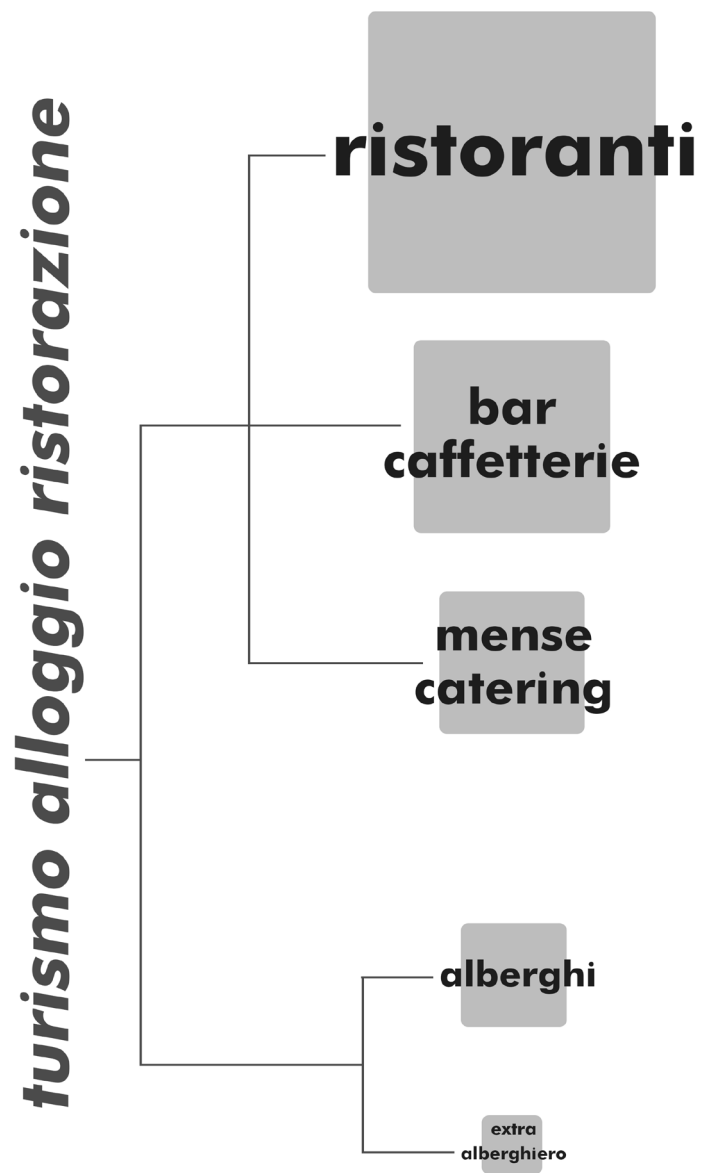 turismo alloggio ristorazione
ristoranti
bar
caffetterie
mense
catering
alberghi
extra
alberghiero